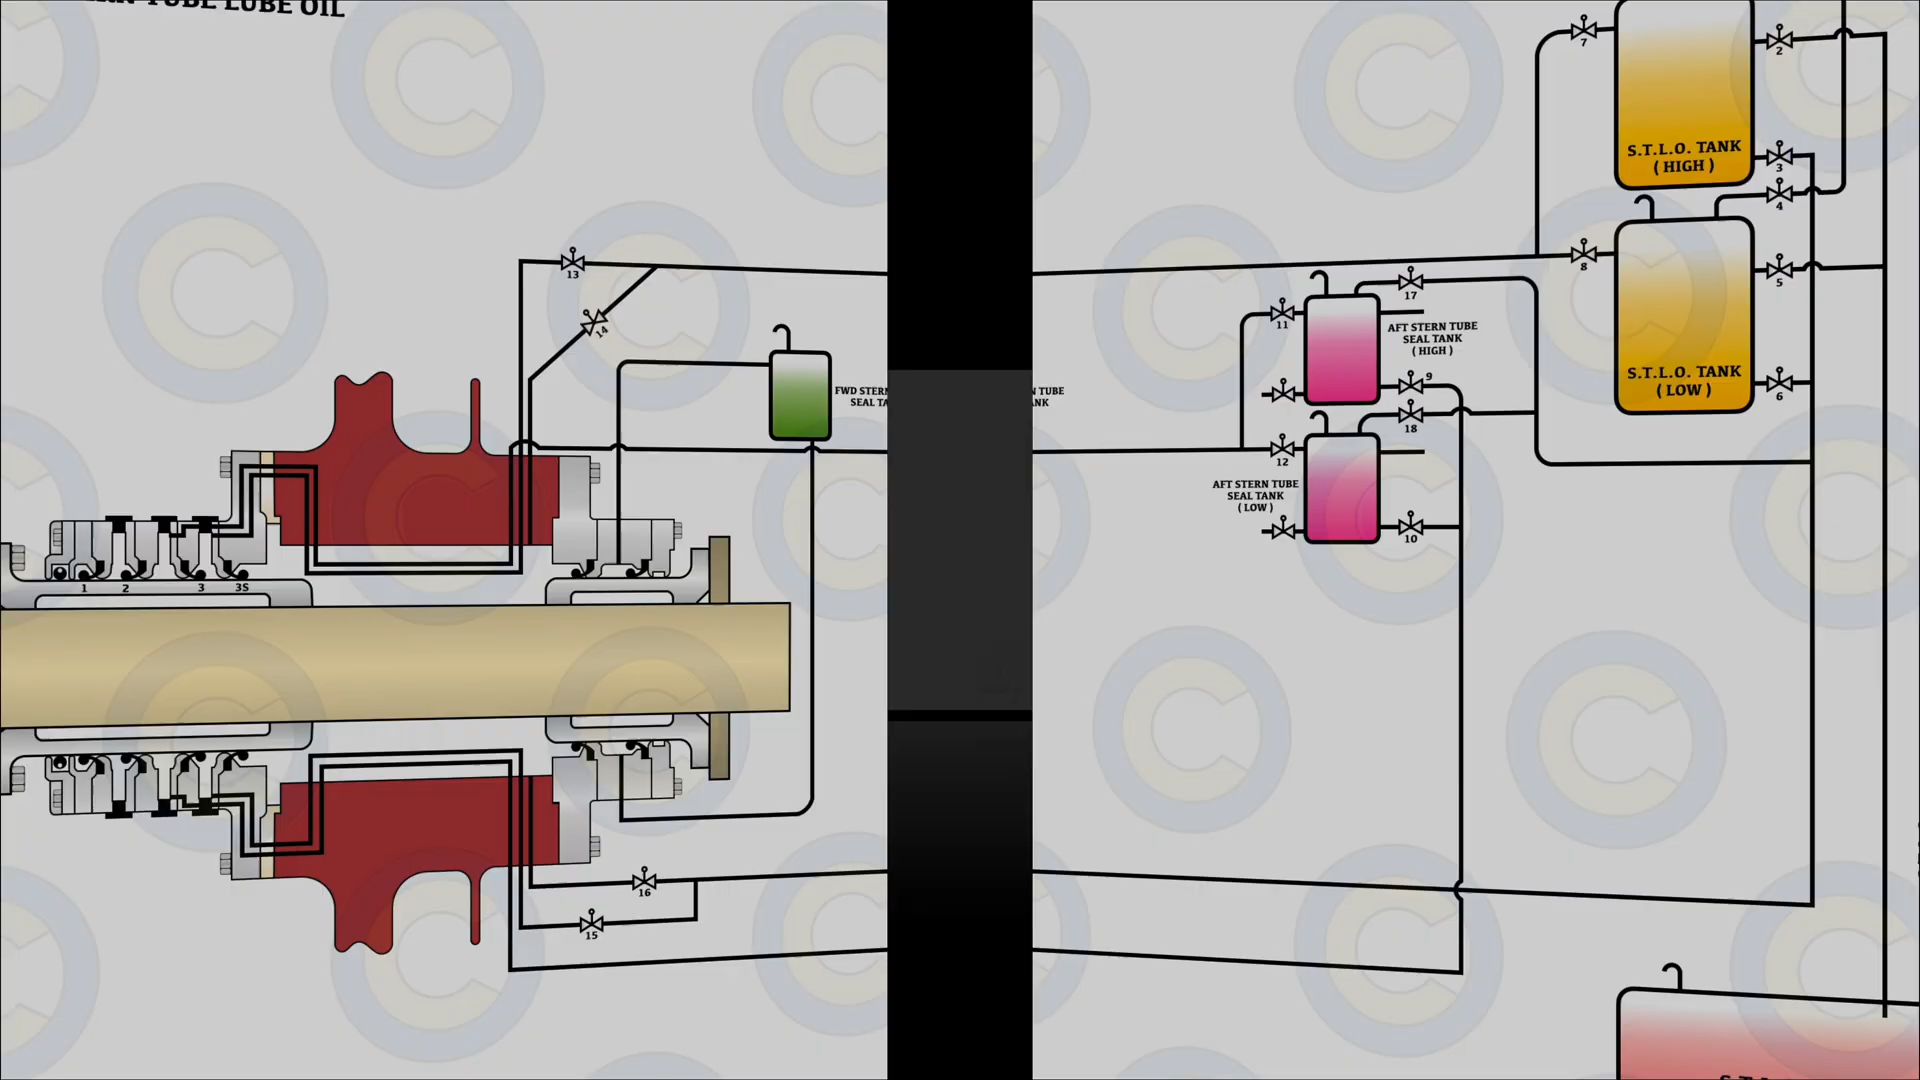 TUBE LUBE OIL
13
14
FWD STERN
SEAL TA
1
2
3
3S
16
15
7
2
S.T.L.O. TANK
( HIGH )
3
4
8
5
S.T.L.O. TANK
( LOW )
6
17
11
AFT STERN TUBE
SEAL TANK
( HIGH )
9
18
12
AFT STERN TUBE
SEAL TANK
( LOW )
10
N TUBE
NK